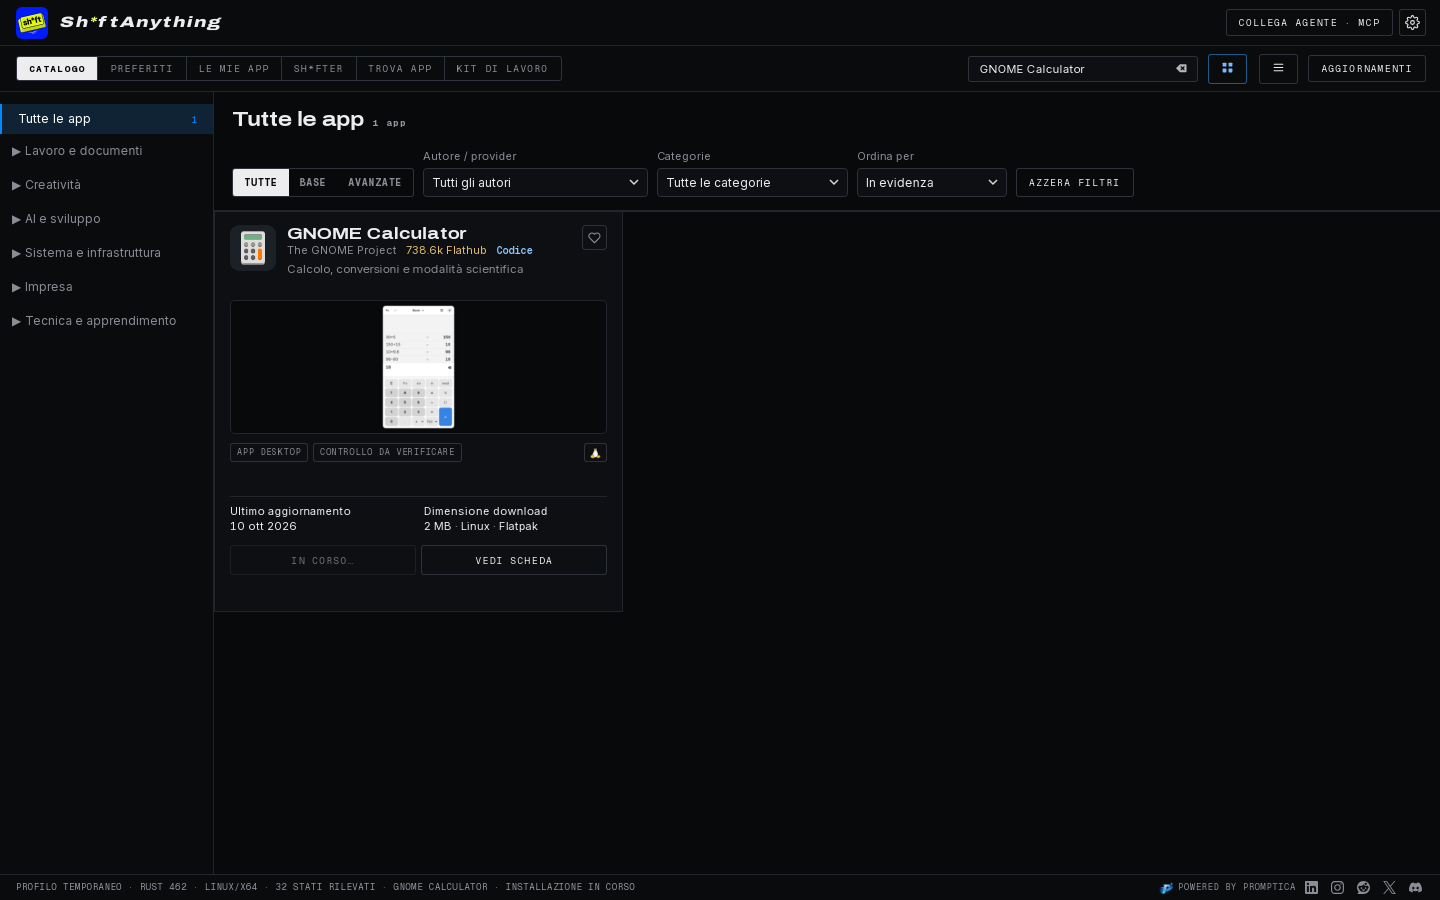 sh*ft
Sh*ftAnything
COLLEGA AGENTE · MCP
CATALOGO
PREFERITI
LE MIE APP
SH*FTER
TROVA APP
KIT DI LAVORO
GNOME Calculator
AGGIORNAMENTI
Tutte le app 1
▶ Lavoro e documenti
▶ Creatività
▶ AI e sviluppo
▶ Sistema e infrastruttura
▶ Impresa
▶ Tecnica e apprendimento
Tutte le app 1 app
Autore / provider
Categorie
Ordina per
TUTTE
BASE
AVANZATE
Tutti gli autori
Tutte le categorie
In evidenza
AZZERA FILTRI
GNOME Calculator
The GNOME Project 738.6k Flathub Codice
Calcolo, conversioni e modalità scientifica
APP DESKTOP
CONTROLLO DA VERIFICARE
Ultimo aggiornamento
10 ott 2026
Dimensione download
2 MB · Linux · Flatpak
IN CORSO…
VEDI SCHEDA
PROFILO TEMPORANEO · RUST 462 · LINUX/X64 · 32 STATI RILEVATI · GNOME CALCULATOR · INSTALLAZIONE IN CORSO
POWERED BY PROMPTICA